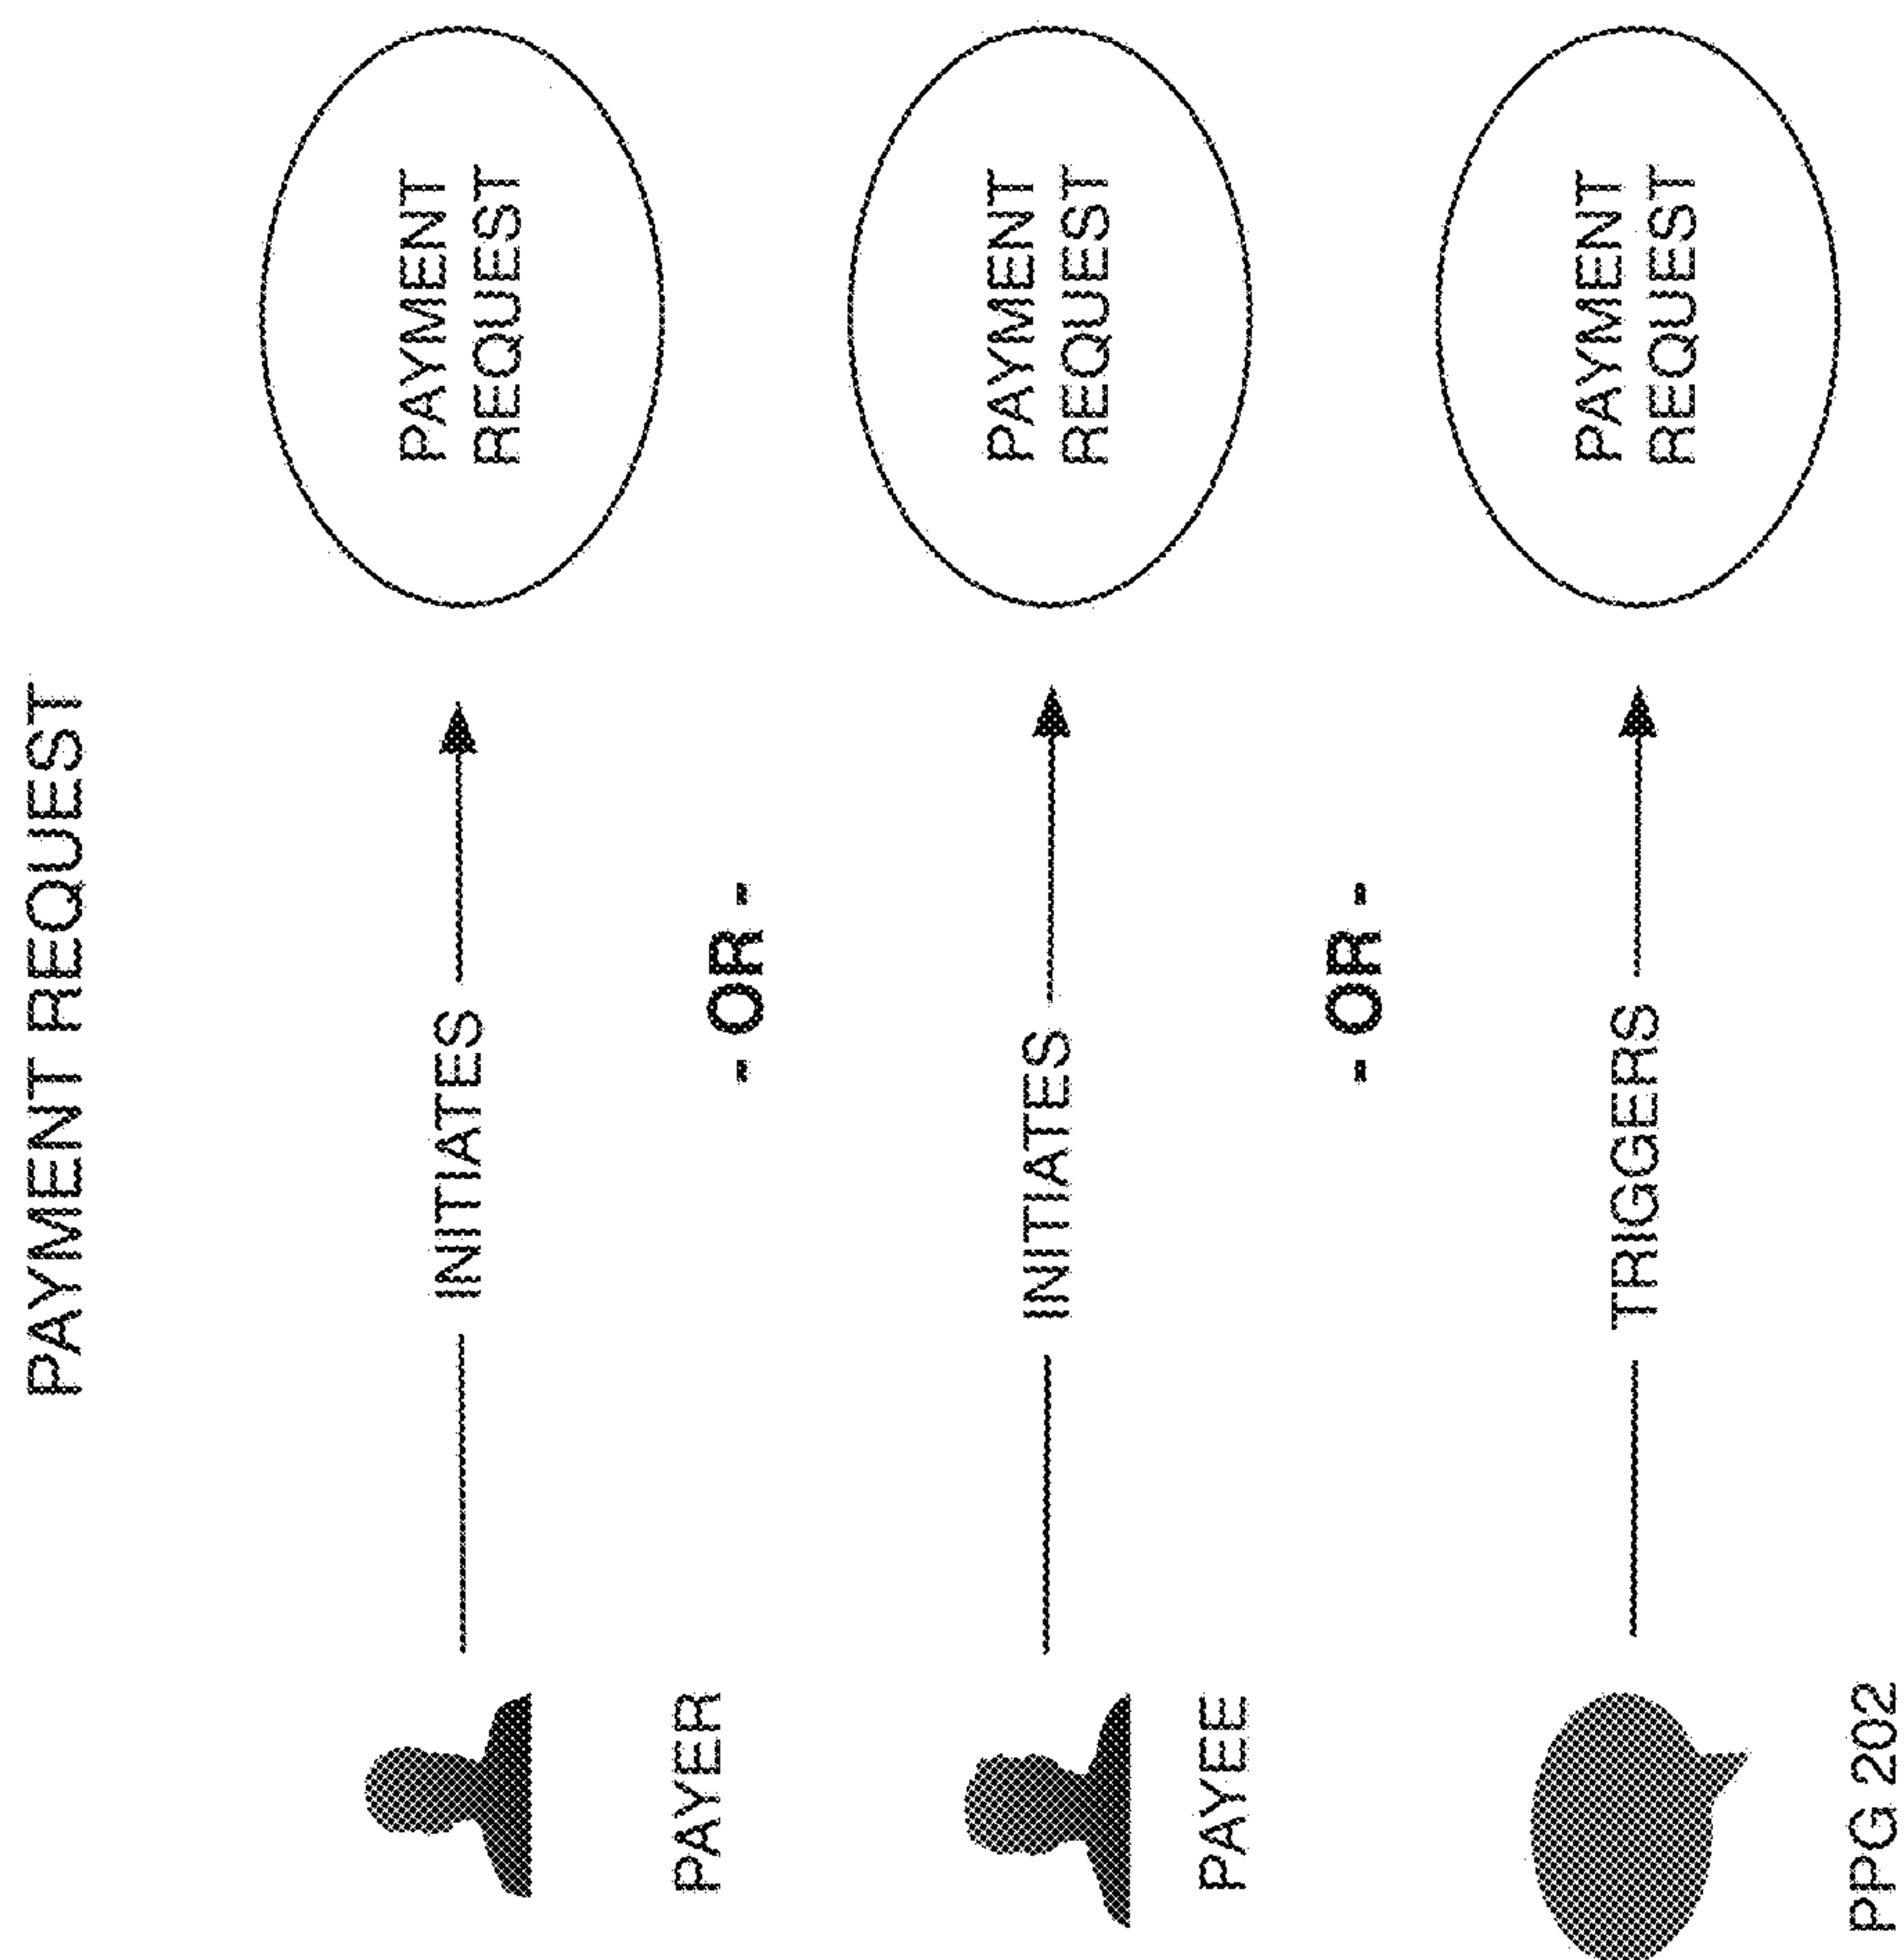 PAYMENT REQUEST
PAYER
INITIATES
PAYMENT
REQUEST
- OR -
PAYEE
INITIATES
PAYMENT
REQUEST
- OR -
PPG 202
TRIGGERS
PAYMENT
REQUEST